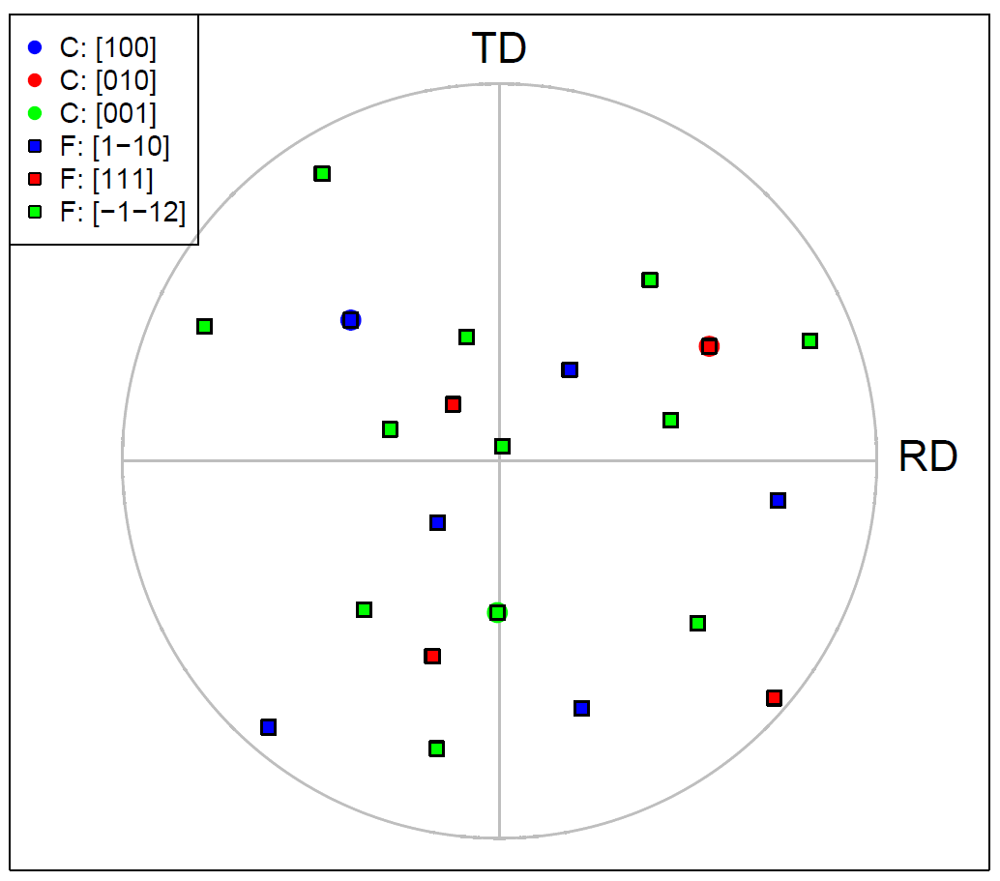 C: [100]
C: [010]
C: [001]
F: [1−10]
F: [111]
F: [−1−12]
TD
RD